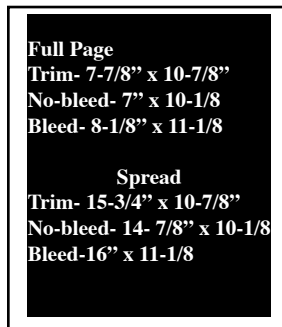 Full Page
Trim- 7-7/8” x 10-7/8”
No-bleed- 7” x 10-1/8
Bleed- 8-1/8” x 11-1/8
Spread
Trim- 15-3/4” x 10-7/8”
No-bleed- 14- 7/8” x 10-1/8
Bleed-16” x 11-1/8